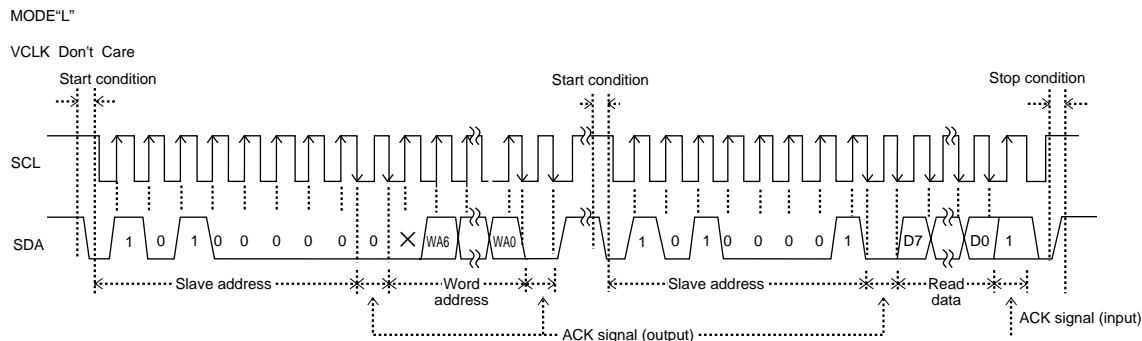 MODE“L”
VCLK Don't Care
Start condition Start condition Stop condition
SCL
SDA 1 0 1 0 0 0 0 0 0 × WA6 WA0 1 0 1 0 0 0 0 1 D7 D0 1
Slave address Word address Slave address Read data
ACK signal (output) ACK signal (input)